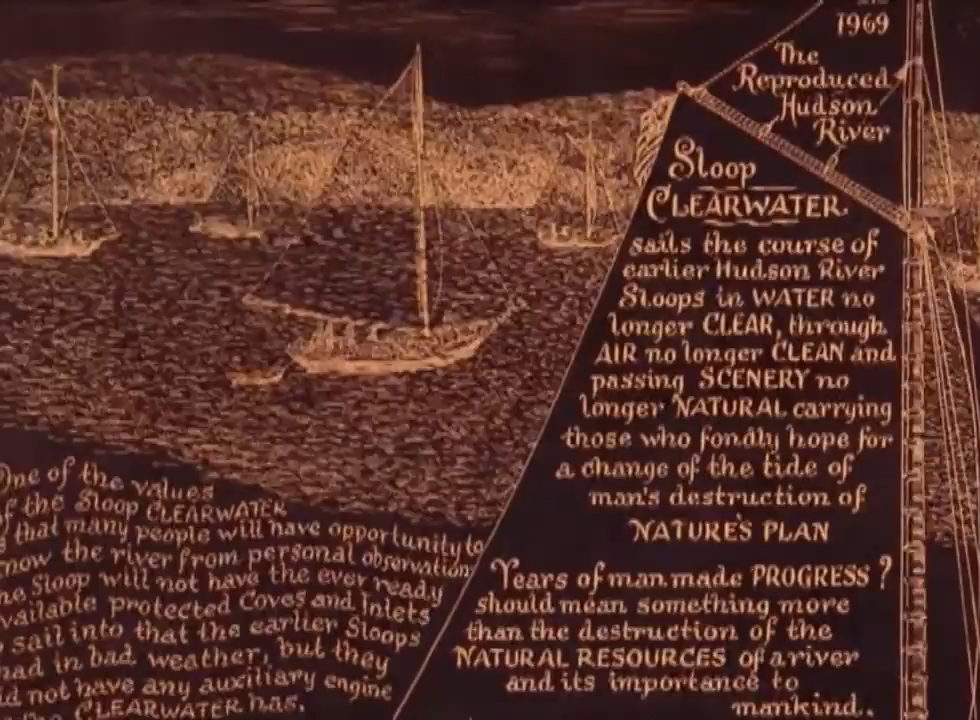 1969
The
Reproduced
Hudson
River
Sloop
CLEARWATER
sails the course of
earlier Hudson River
Sloops in WATER no
longer CLEAR, through
AIR no longer CLEAN and
passing SCENERY no
longer NATURAL carrying
those who fondly hope for
a change of the tide of
man's destruction of
NATURE'S PLAN
Years of man made PROGRESS?
should mean something more
than the destruction of the
NATURAL RESOURCES of a river
and its importance to
mankind.
One of the values
of the Sloop CLEARWATER
that many people will have opportunity to
now the river from personal observation
he Sloop will not have the ever ready
vailable protected Coves and Inlets
sail into that the earlier Sloops
had in bad weather, but they
id not have any auxiliary engine
CLEARWATER has.